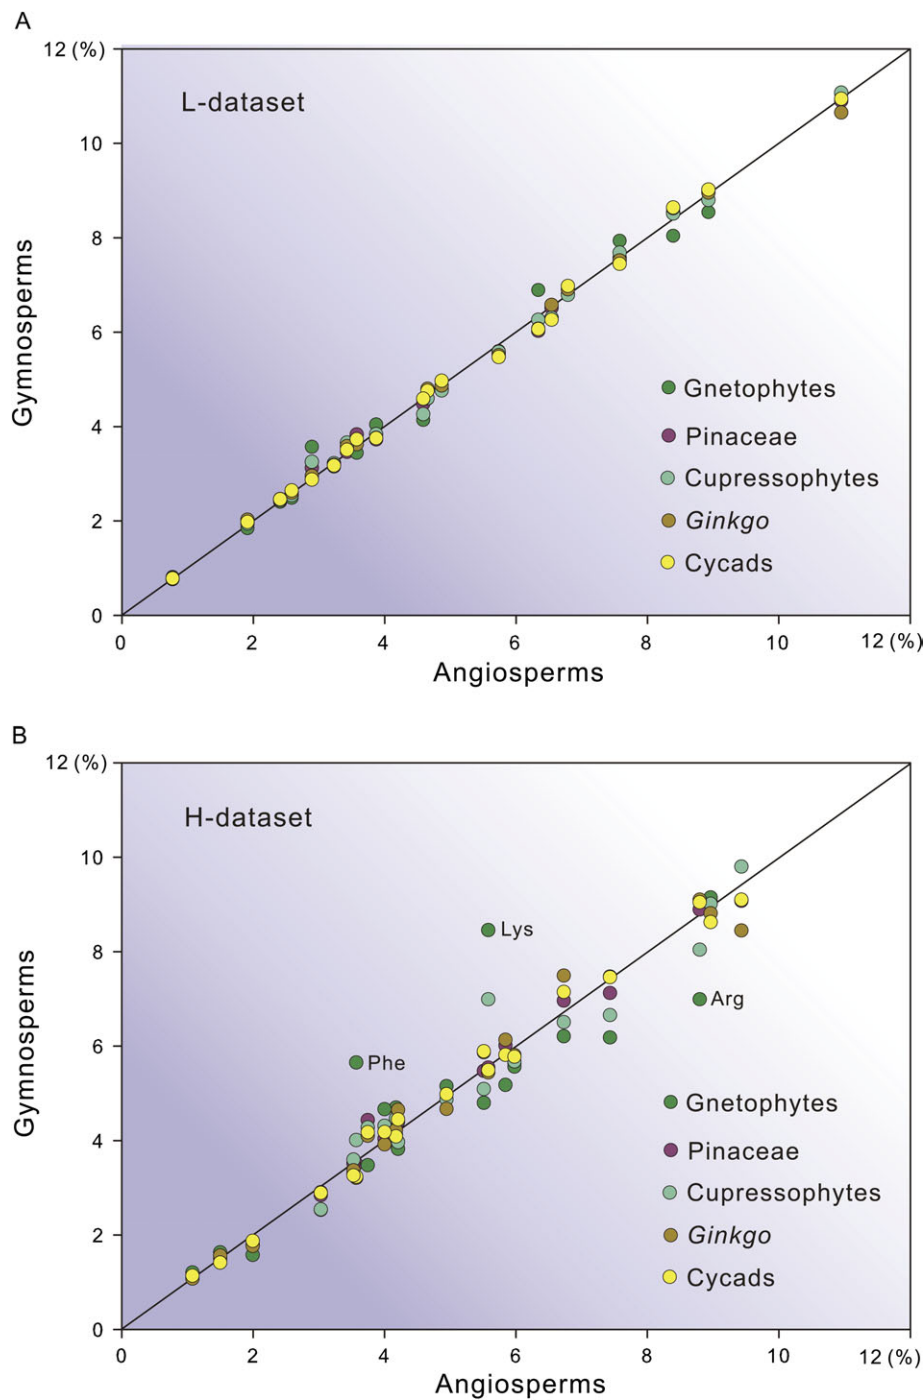 A
12 (%)
L-dataset
10
8
6
4
2
0
Gymnosperms
Gnetophytes
Pinaceae
Cupressophytes
Ginkgo
Cycads
0 2 4 6 8 10 12 (%)
Angiosperms
B
12 (%)
H-dataset
10
8
6
4
2
0
Gymnosperms
Lys
Arg
Phe
Gnetophytes
Pinaceae
Cupressophytes
Ginkgo
Cycads
0 2 4 6 8 10 12 (%)
Angiosperms